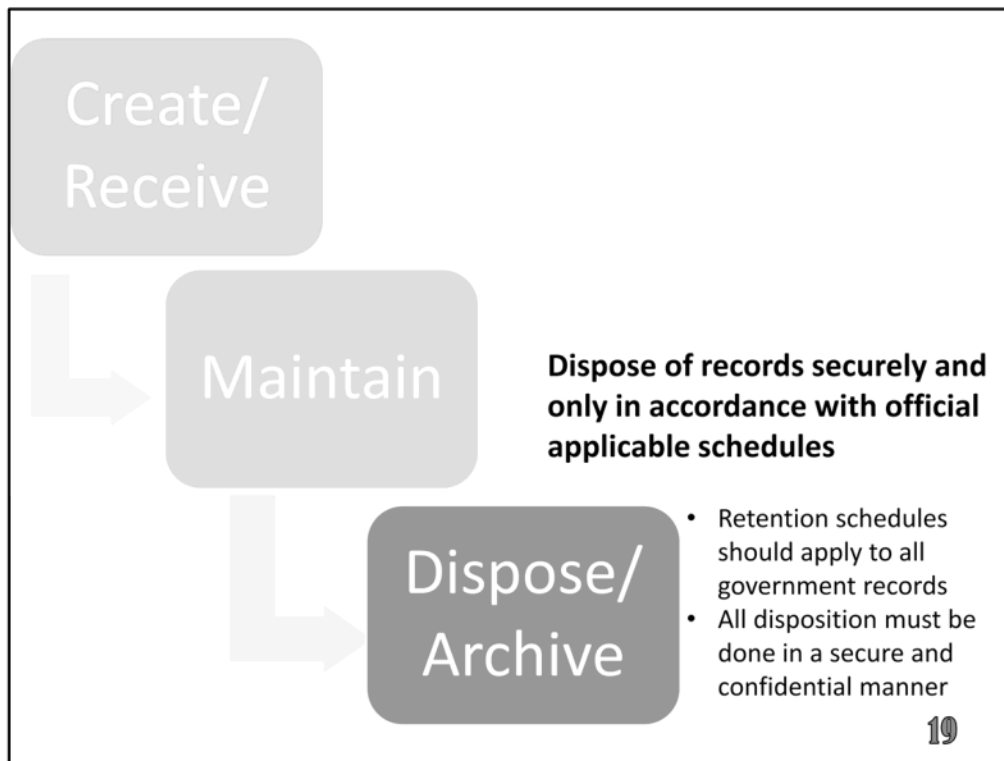 Create/
Receive
Maintain
Dispose of records securely and
only in accordance with official
applicable schedules
Dispose/
Archive
• Retention schedules
should apply to all
government records
• All disposition must be
done in a secure and
confidential manner
19